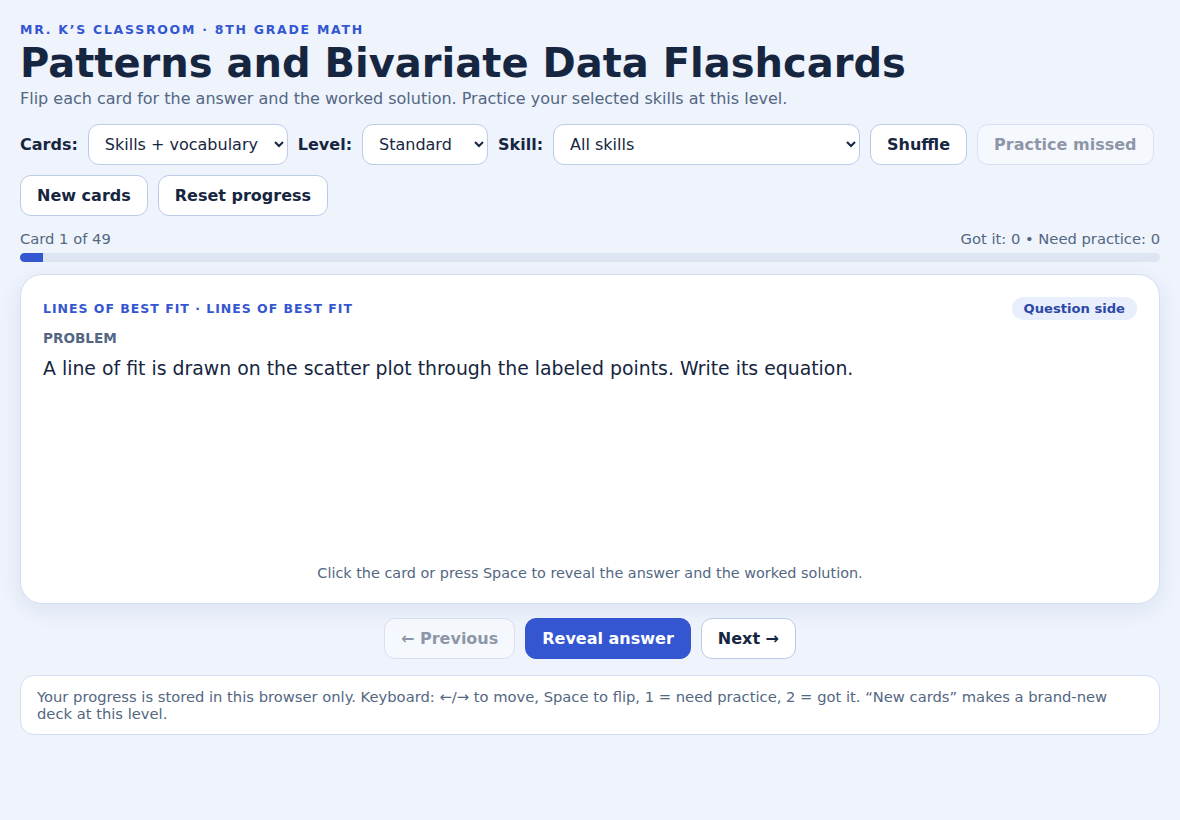 MR. K’S CLASSROOM · 8TH GRADE MATH
Patterns and Bivariate Data Flashcards
Flip each card for the answer and the worked solution. Practice your selected skills at this level.
Cards: Skills + vocabulary Level: Standard Skill: All skills Shuffle Practice missed
New cards Reset progress
Card 1 of 49 Got it: 0 • Need practice: 0
LINES OF BEST FIT · LINES OF BEST FIT Question side
PROBLEM
A line of fit is drawn on the scatter plot through the labeled points. Write its equation.
Click the card or press Space to reveal the answer and the worked solution.
← Previous Reveal answer Next →
Your progress is stored in this browser only. Keyboard: ←/→ to move, Space to flip, 1 = need practice, 2 = got it. “New cards” makes a brand-new
deck at this level.